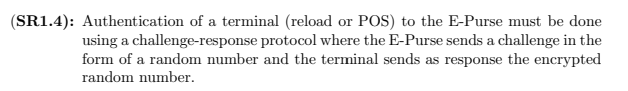 (SR1.4): Authentication of a terminal (reload or POS) to the E-Purse must be done
using a challenge-response protocol where the E-Purse sends a challenge in the
form of a random number and the terminal sends as response the encrypted
random number.